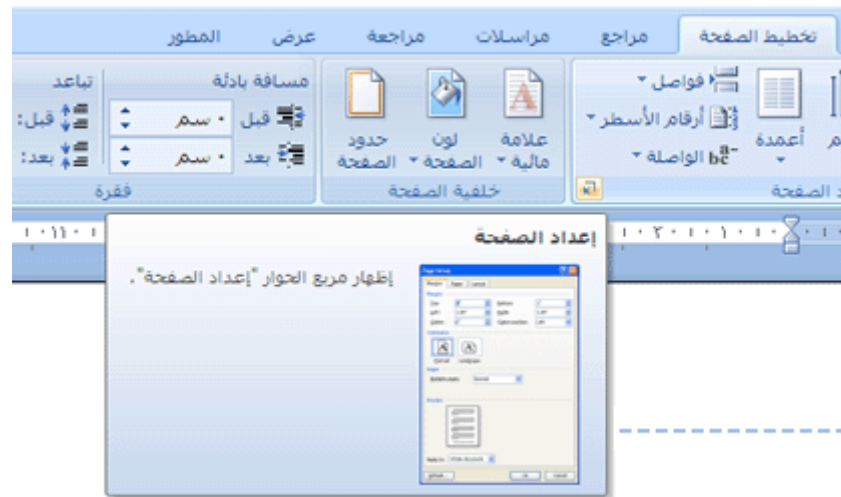 تخطيط الصفحة مراجع مراسلات مراجعة عرض المطور
فواصل
أرقام الأسطر
الواصلة
أعمدة
علامة مائية
لون الصفحة
حدود الصفحة
خلفية الصفحة
مسافة بادئة
قبل ٠ سم
بعد ٠ سم
تباعد
قبل:
بعد:
فقرة
إعداد الصفحة
إظهار مربع الحوار "إعداد الصفحة".